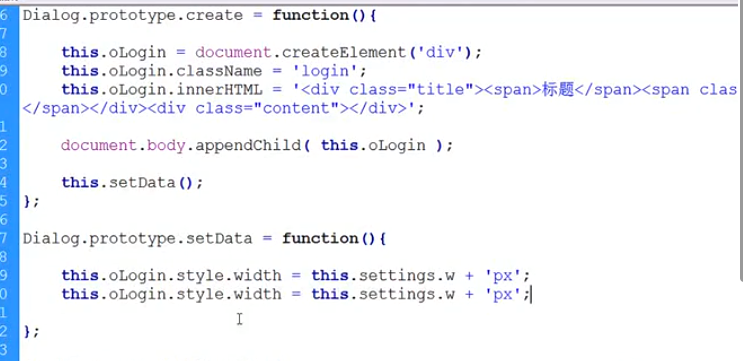 6 Dialog.prototype.create = function(){
7
8 this.oLogin = document.createElement('div');
9 this.oLogin.className = 'login';
0 this.oLogin.innerHTML = '<div class="title"><span>标题</span><span clas
</span></div><div class="content"></div>';
1
2 document.body.appendChild( this.oLogin );
3
4 this.setData();
5 };
6
7 Dialog.prototype.setData = function(){
8
9 this.oLogin.style.width = this.settings.w + 'px';
0 this.oLogin.style.width = this.settings.w + 'px';
1
2 };
3